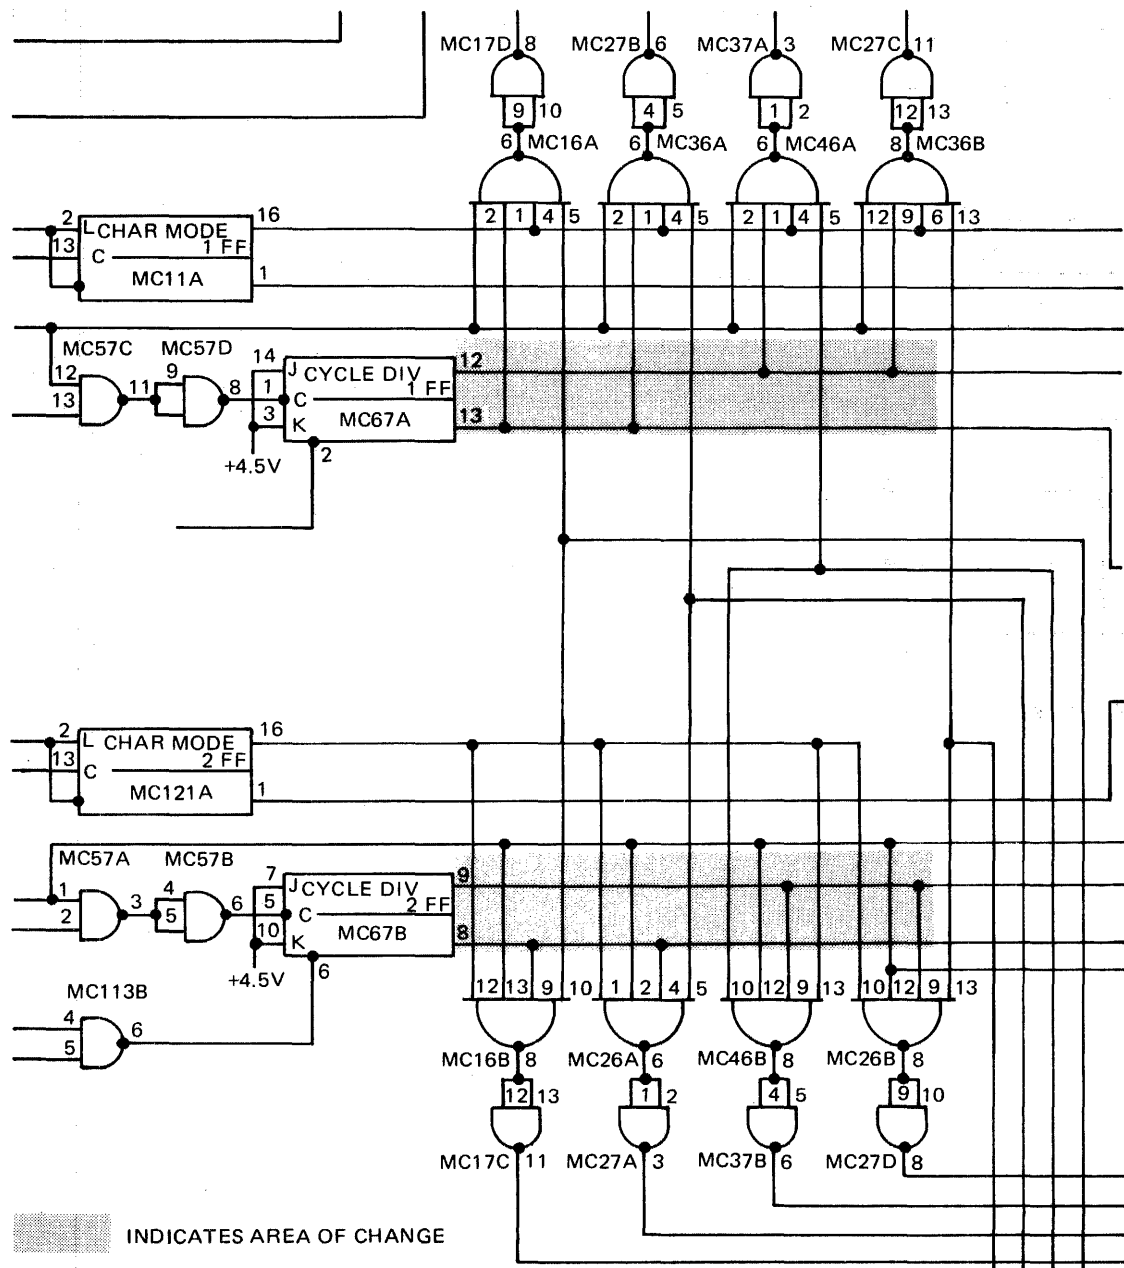 MC17D 8 MC27B 6 MC37A 3 MC27C 11
9 10 4 5 1 2 12 13
6 MC16A 6 MC36A 6 MC46A 8 MC36B
2 1 4 5 2 1 4 5 2 1 4 5 12 9 6 13
2 L CHAR MODE 16
13 C 1 FF
MC11A 1
MC57C MC57D
12 11 9 8 14 J CYCLE DIV 12
13 1 C 1 FF
3 K MC67A 13
+4.5V 2
2 L CHAR MODE 16
13 C 2 FF
MC121A 1
MC57A MC57B
1 3 4 6 7 J CYCLE DIV 9
2 5 5 C 2 FF
10 K MC67B 8
+4.5V 6
12 13 9 10 1 2 4 5 10 12 9 13 10 12 9 13
MC113B
4 6
5
MC16B 8 MC26A 6 MC46B 8 MC26B 8
12 13 1 2 4 5 9 10
MC17C 11 MC27A 3 MC37B 6 MC27D 8
INDICATES AREA OF CHANGE